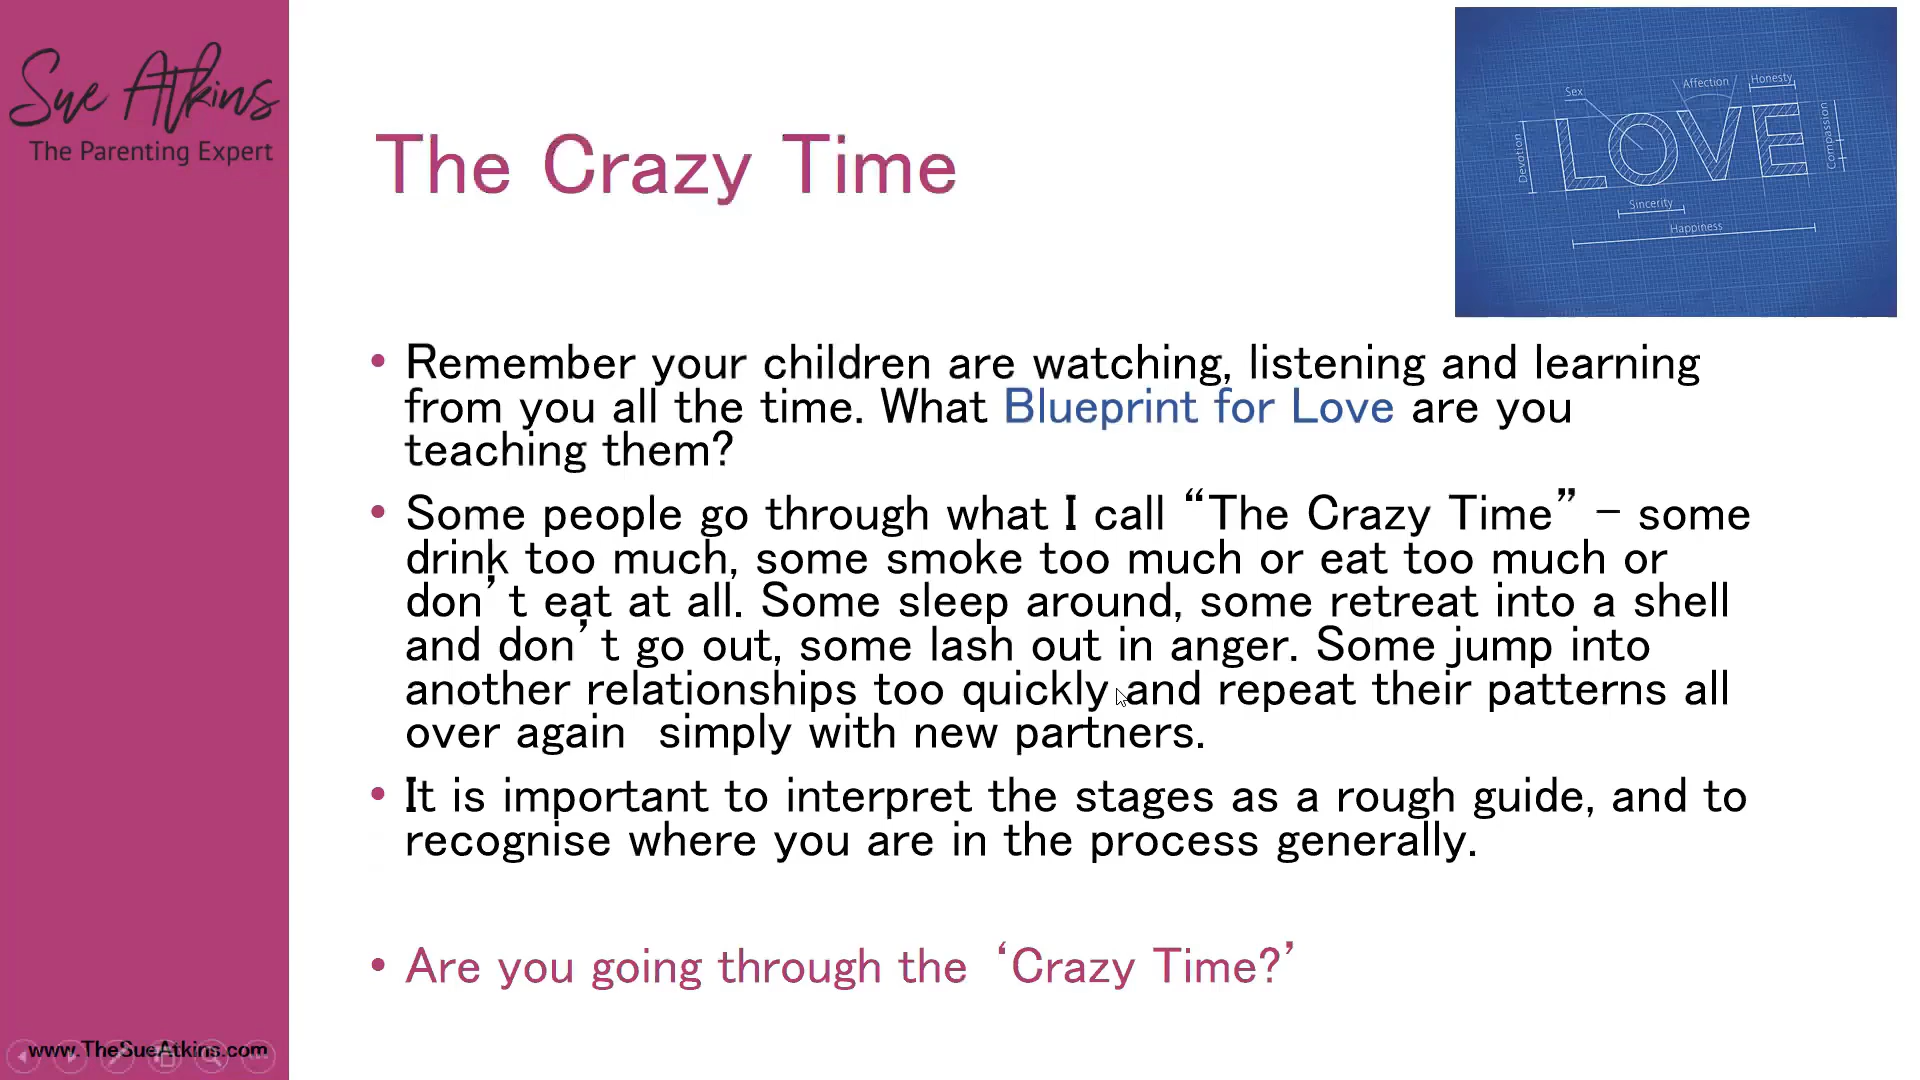 Sue Atkins
The Parenting Expert
The Crazy Time
Sex
Affection
Honesty
Devotion
LOVE
Compassion
Sincerity
Happiness
• Remember your children are watching, listening and learning
from you all the time. What Blueprint for Love are you
teaching them?
• Some people go through what I call “The Crazy Time” – some
drink too much, some smoke too much or eat too much or
don’t eat at all. Some sleep around, some retreat into a shell
and don’t go out, some lash out in anger. Some jump into
another relationships too quickly and repeat their patterns all
over again  simply with new partners.
• It is important to interpret the stages as a rough guide, and to
recognise where you are in the process generally.
• Are you going through the ‘Crazy Time?’
www.TheSueAtkins.com